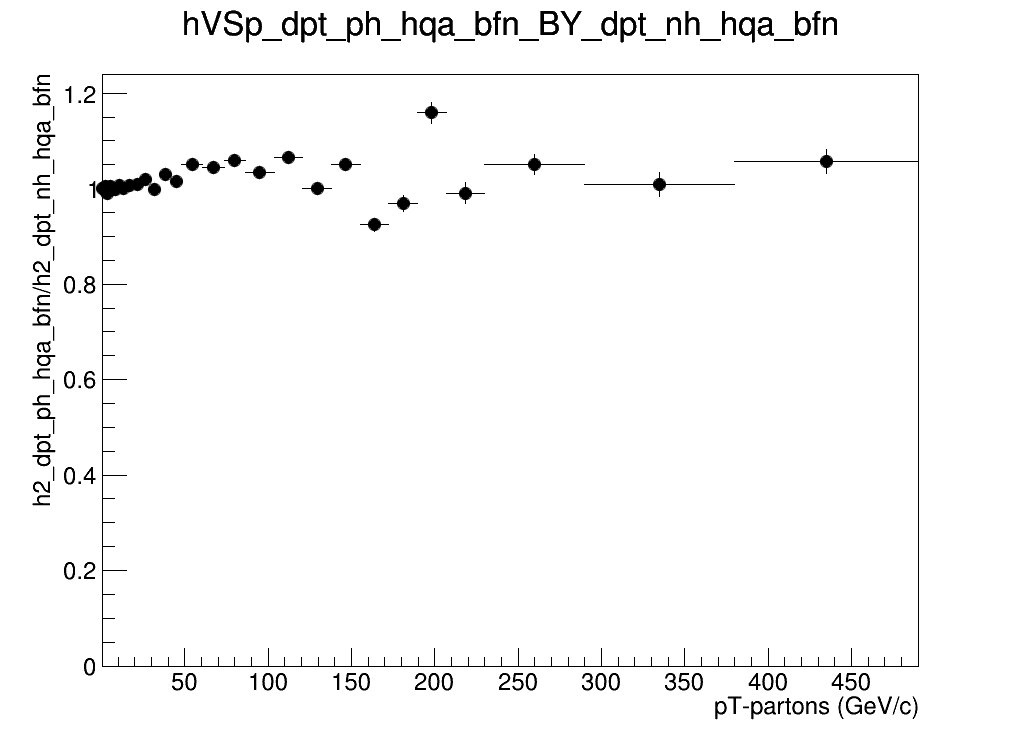 hVSp_dpt_ph_hqa_bfn_BY_dpt_nh_hqa_bfn
h2_dpt_ph_hqa_bfn/h2_dpt_nh_hqa_bfn
1.2
1
0.8
0.6
0.4
0.2
0
50 100 150 200 250 300 350 400 450
pT-partons (GeV/c)